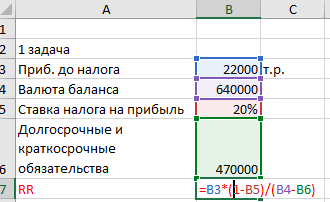 A B C
1
2 1 задача
3 Приб. до налога 22000 т.р.
4 Валюта баланса 640000
5 Ставка налога на прибыль 20%
Долгосрочные и
краткосрочные
6 обязательства 470000
7 RR =B3*(1-B5)/(B4-B6)